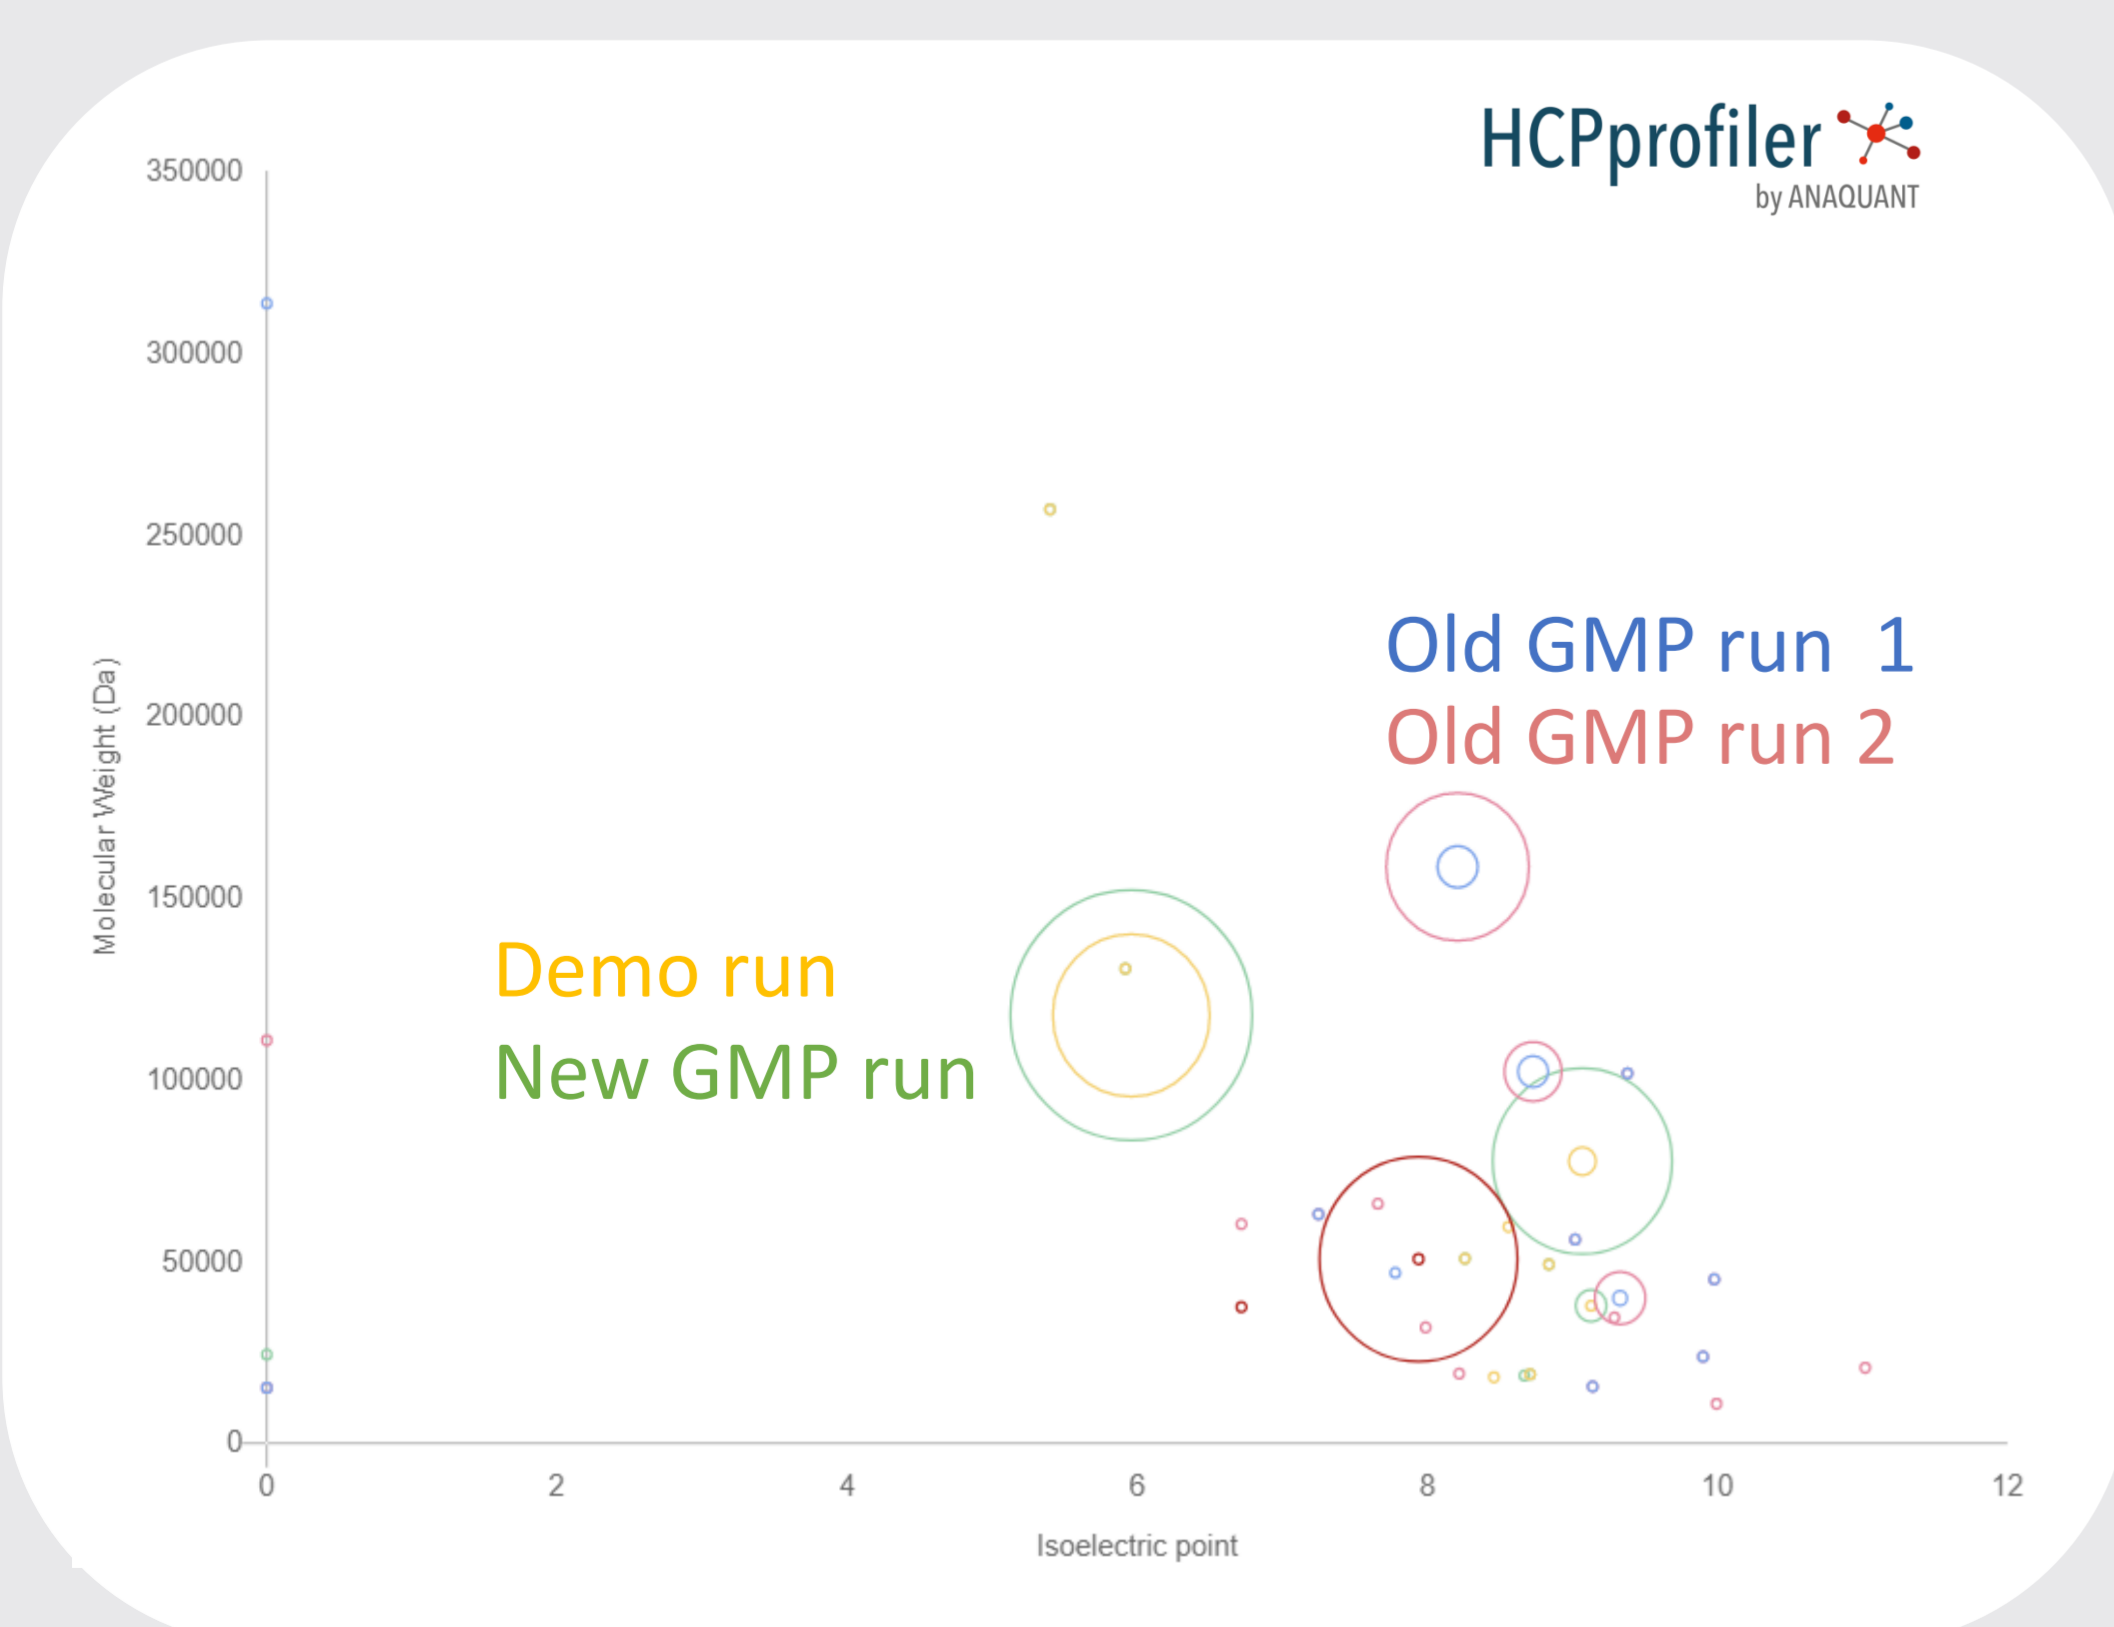 HCPprofiler
by ANAQUANT
350000
300000
250000
200000
150000
100000
50000
0
Molecular Weight (Da)
Old GMP run 1
Old GMP run 2
Demo run
New GMP run
0 2 4 6 8 10 12
Isoelectric point